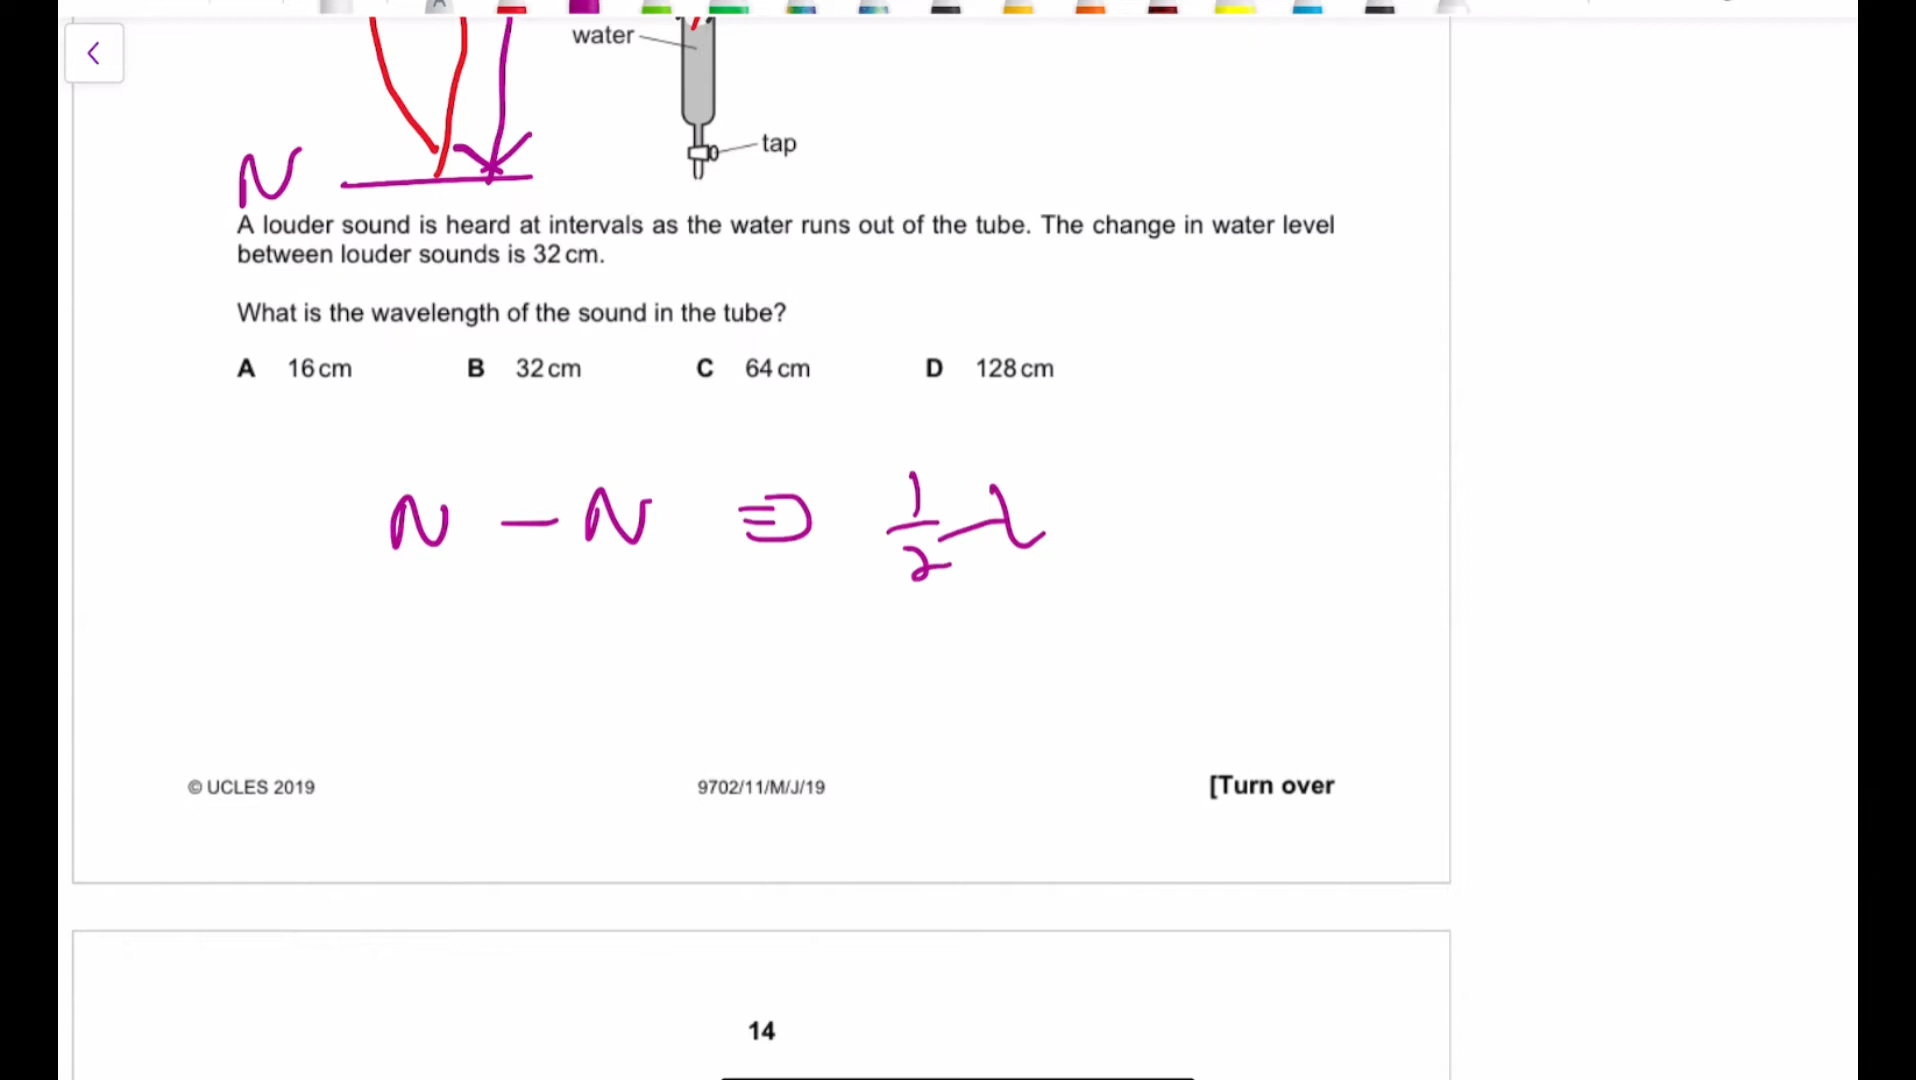 water
tap
N
A louder sound is heard at intervals as the water runs out of the tube. The change in water level
between louder sounds is 32 cm.
What is the wavelength of the sound in the tube?
A 16 cm B 32 cm C 64 cm D 128 cm
N – N ⇒ 1/2 λ
© UCLES 2019 9702/11/M/J/19 [Turn over
14